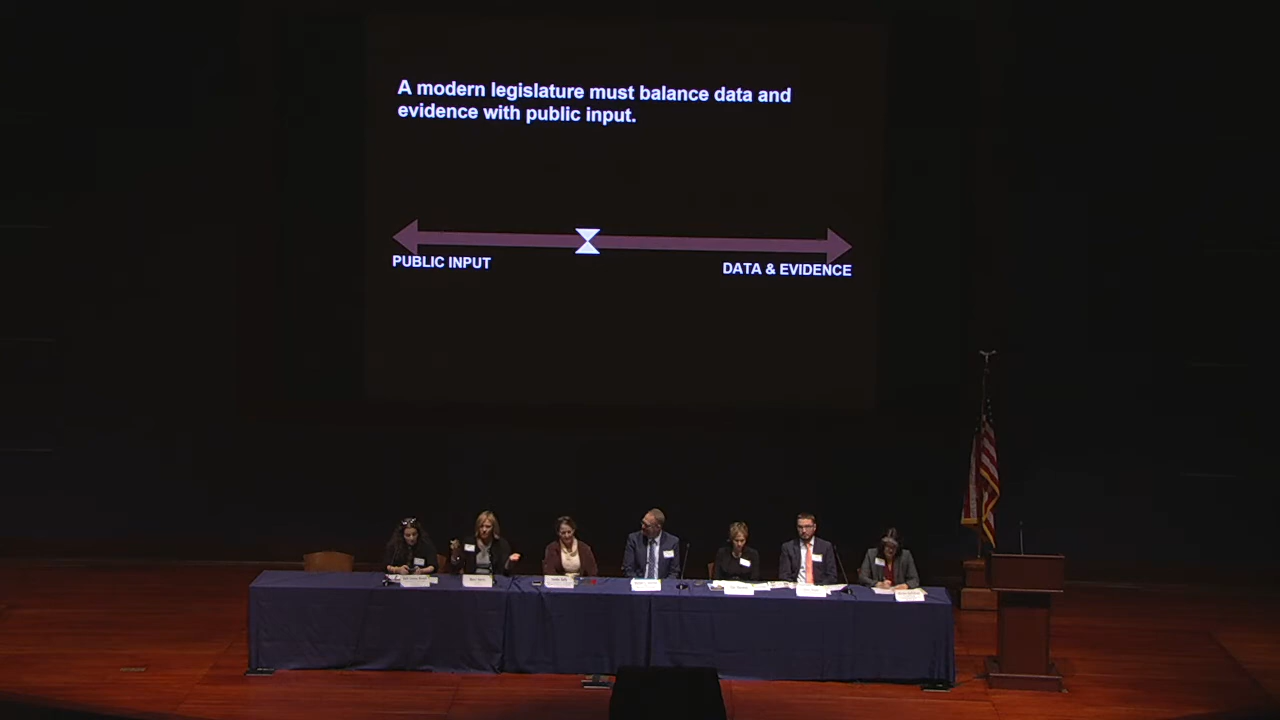 A modern legislature must balance data and
evidence with public input.
PUBLIC INPUT
DATA & EVIDENCE